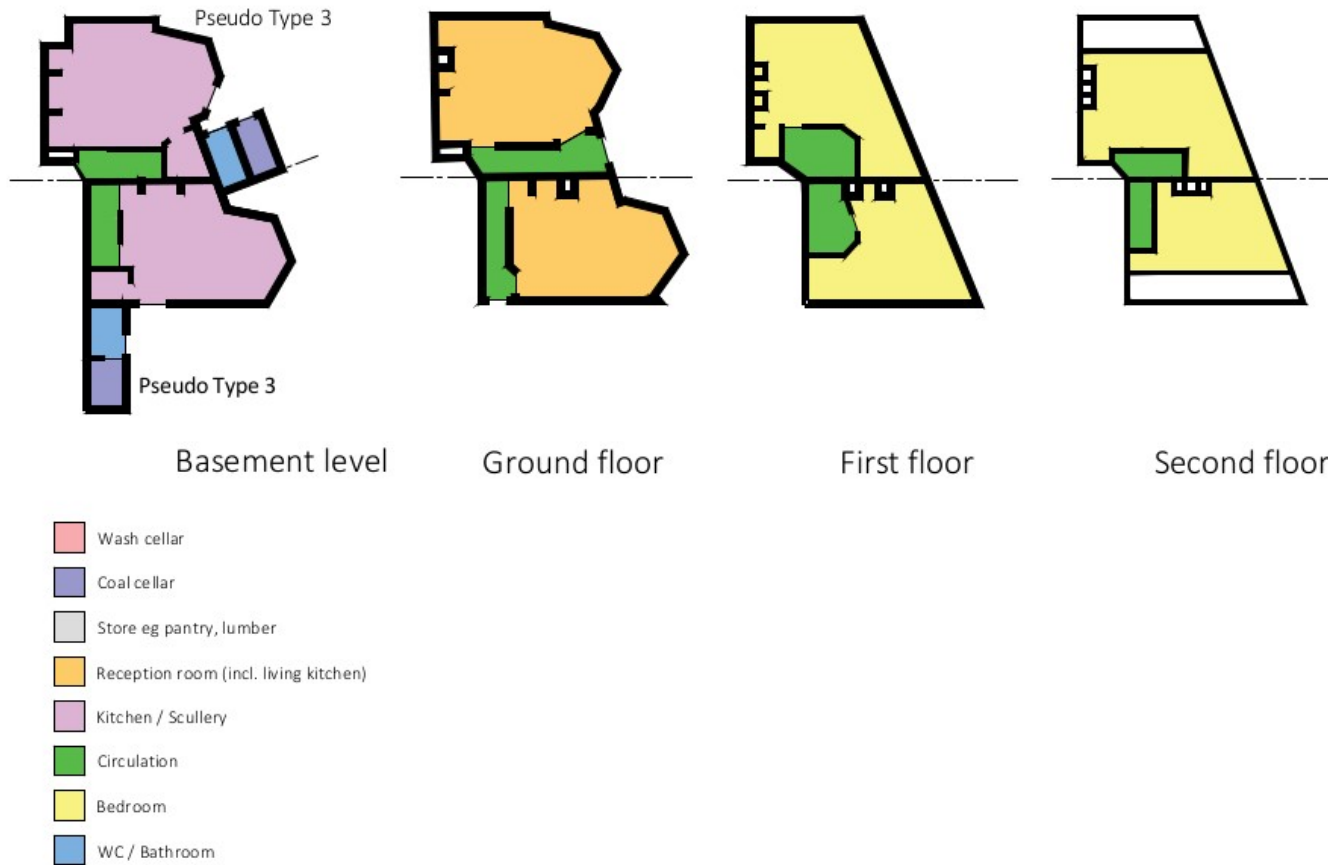 Pseudo Type 3
Pseudo Type 3
Basement level
Ground floor
First floor
Second floor
Wash cellar
Coal cellar
Store eg pantry, lumber
Reception room (incl. living kitchen)
Kitchen / Scullery
Circulation
Bedroom
WC / Bathroom